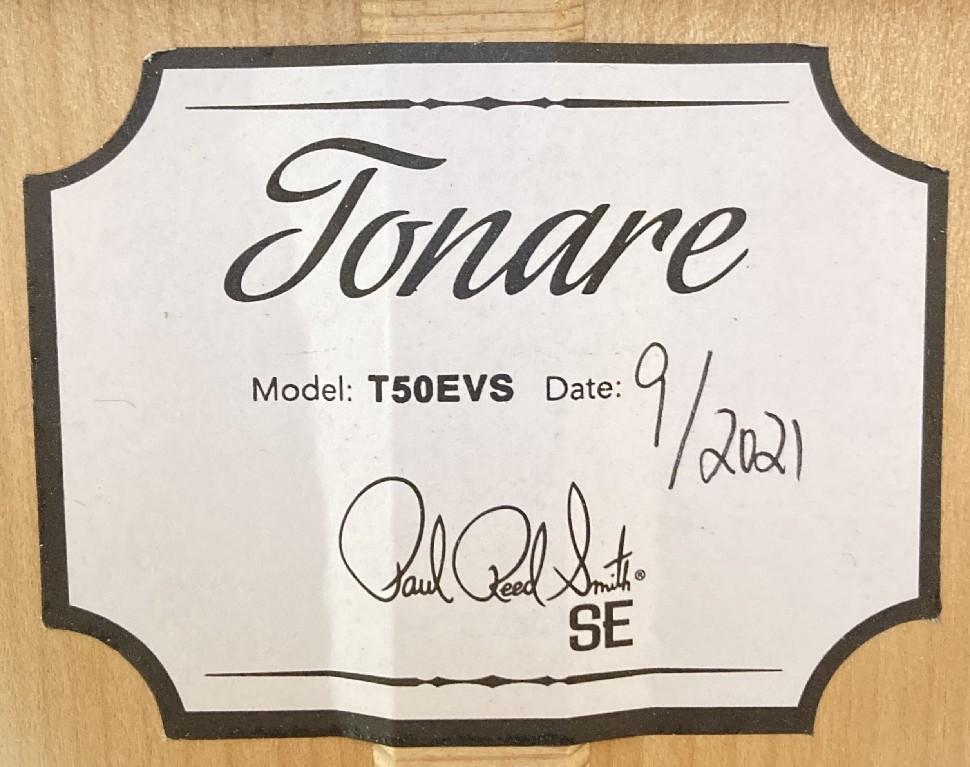 Tonare
Model: T50EVS Date: 9/2021
Paul Reed Smith®
SE